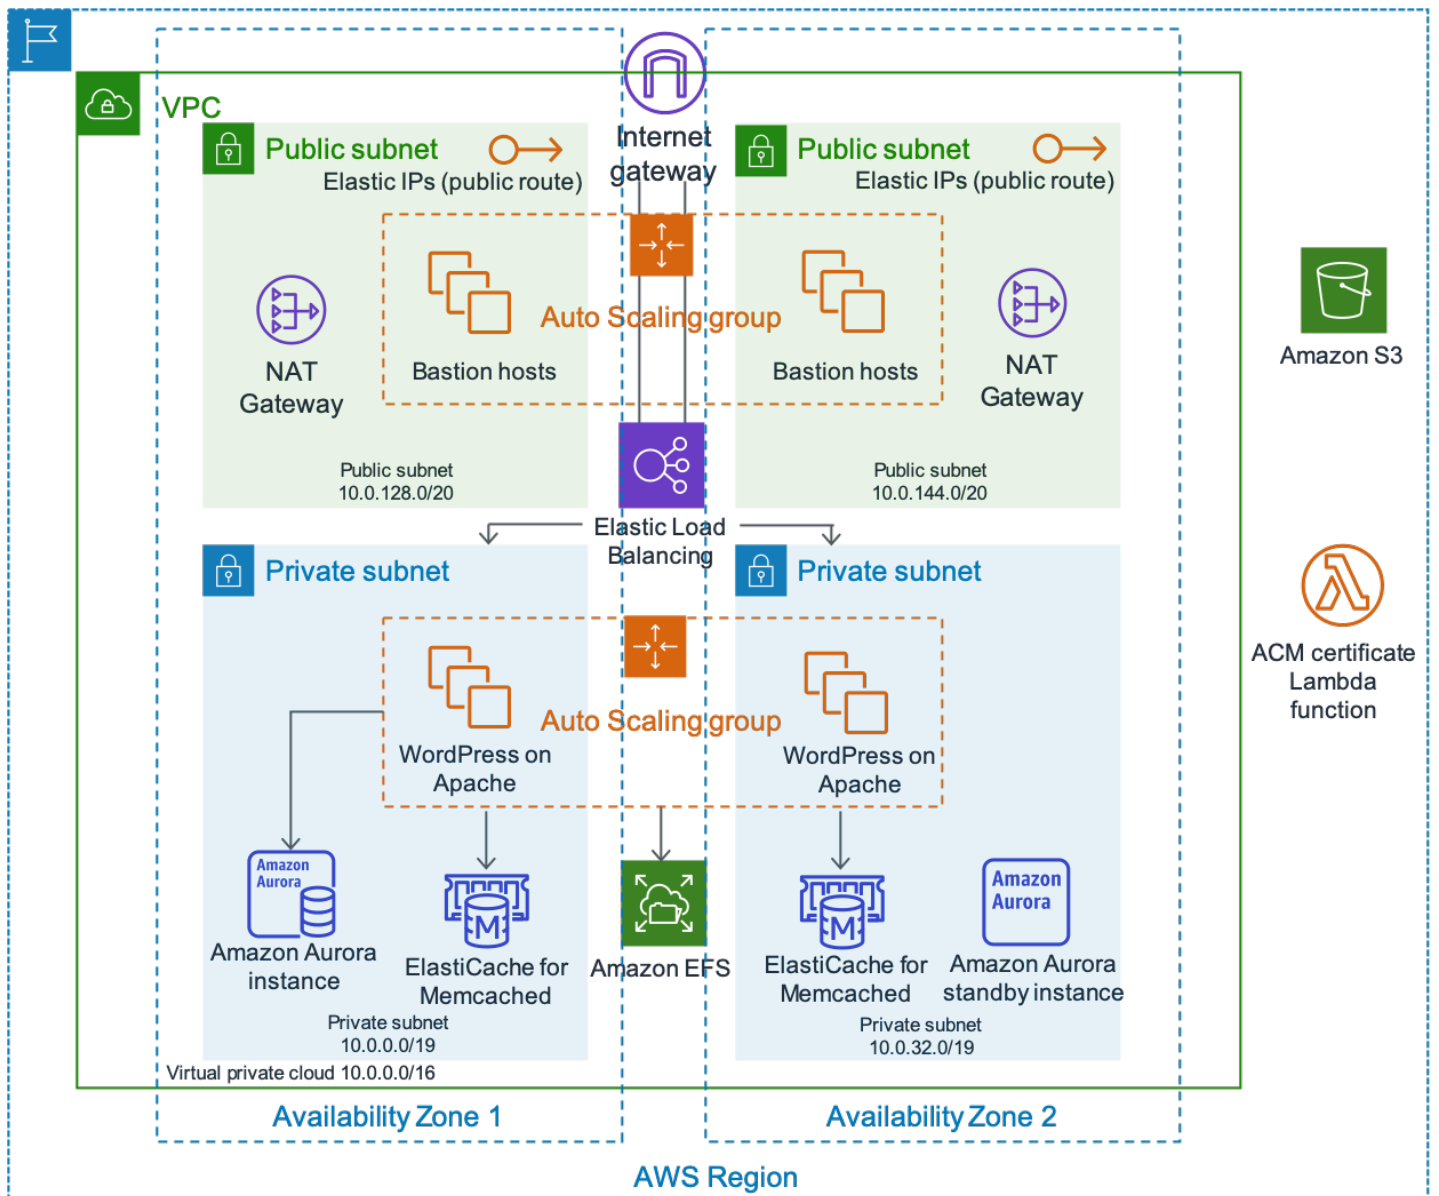 VPC
Internet
gateway
Public subnet
Elastic IPs (public route)
Public subnet
Elastic IPs (public route)
Auto Scaling group
Bastion hosts
Bastion hosts
NAT
Gateway
NAT
Gateway
Public subnet
10.0.128.0/20
Public subnet
10.0.144.0/20
Elastic Load
Balancing
Private subnet
Private subnet
Auto Scaling group
WordPress on
Apache
WordPress on
Apache
Amazon
Aurora
Amazon Aurora
instance
M
ElastiCache for
Memcached
Amazon EFS
M
ElastiCache for
Memcached
Amazon
Aurora
Amazon Aurora
standby instance
Private subnet
10.0.0.0/19
Private subnet
10.0.32.0/19
Virtual private cloud 10.0.0.0/16
Availability Zone 1
Availability Zone 2
AWS Region
Amazon S3
ACM certificate
Lambda
function